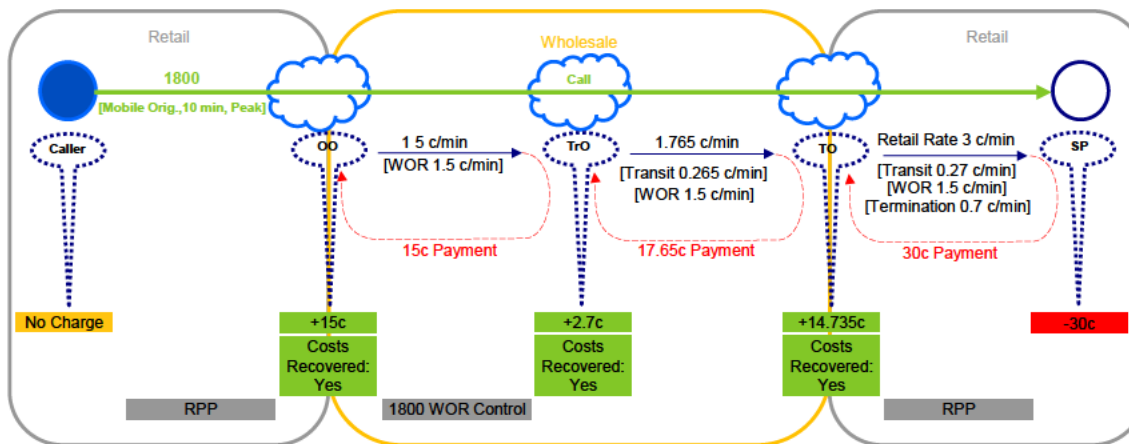 Retail
Wholesale
Retail
1800
Call
[Mobile Orig.,10 min, Peak]
Caller
OO
1 5 c/min
[WOR 1.5 c/min]
TrO
1.765 c/min
[Transit 0.265 c/min]
[WOR 1.5 c/min]
TO
Retail Rate 3 c/min
[Transit 0.27 c/min]
[WOR 1.5 c/min]
[Termination 0.7 c/min]
SP
15c Payment
17.65c Payment
30c Payment
No Charge
+15c
Costs
Recovered:
Yes
+2.7c
Costs
Recovered:
Yes
+14.735c
Costs
Recovered:
Yes
-30c
RPP
1800 WOR Control
RPP